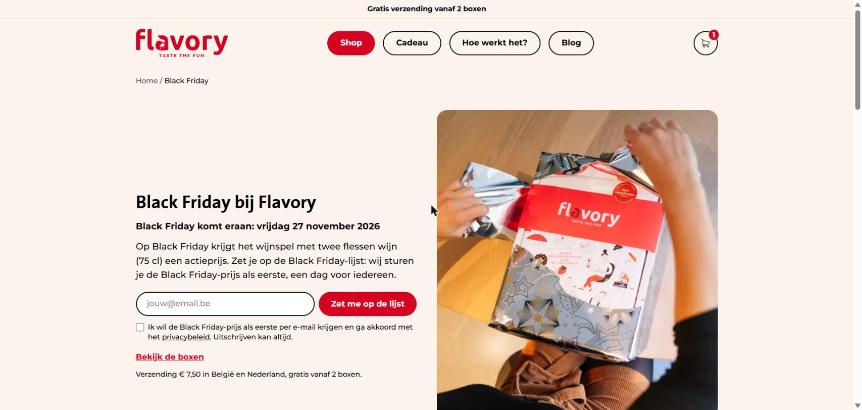 Gratis verzending vanaf 2 boxen
flavory
TASTE THE FUN
Shop
Cadeau
Hoe werkt het?
Blog
1
Home / Black Friday
Black Friday bij Flavory
Black Friday komt eraan: vrijdag 27 november 2026
Op Black Friday krijgt het wijnspel met twee flessen wijn
(75 cl) een actieprijs. Zet je op de Black Friday-lijst: wij sturen
je de Black Friday-prijs als eerste, een dag voor iedereen.
jouw@email.be
Zet me op de lijst
Ik wil de Black Friday-prijs als eerste per e-mail krijgen en ga akkoord met
het privacybeleid. Uitschrijven kan altijd.
Bekijk de boxen
Verzending € 7,50 in België en Nederland, gratis vanaf 2 boxen.
flavory